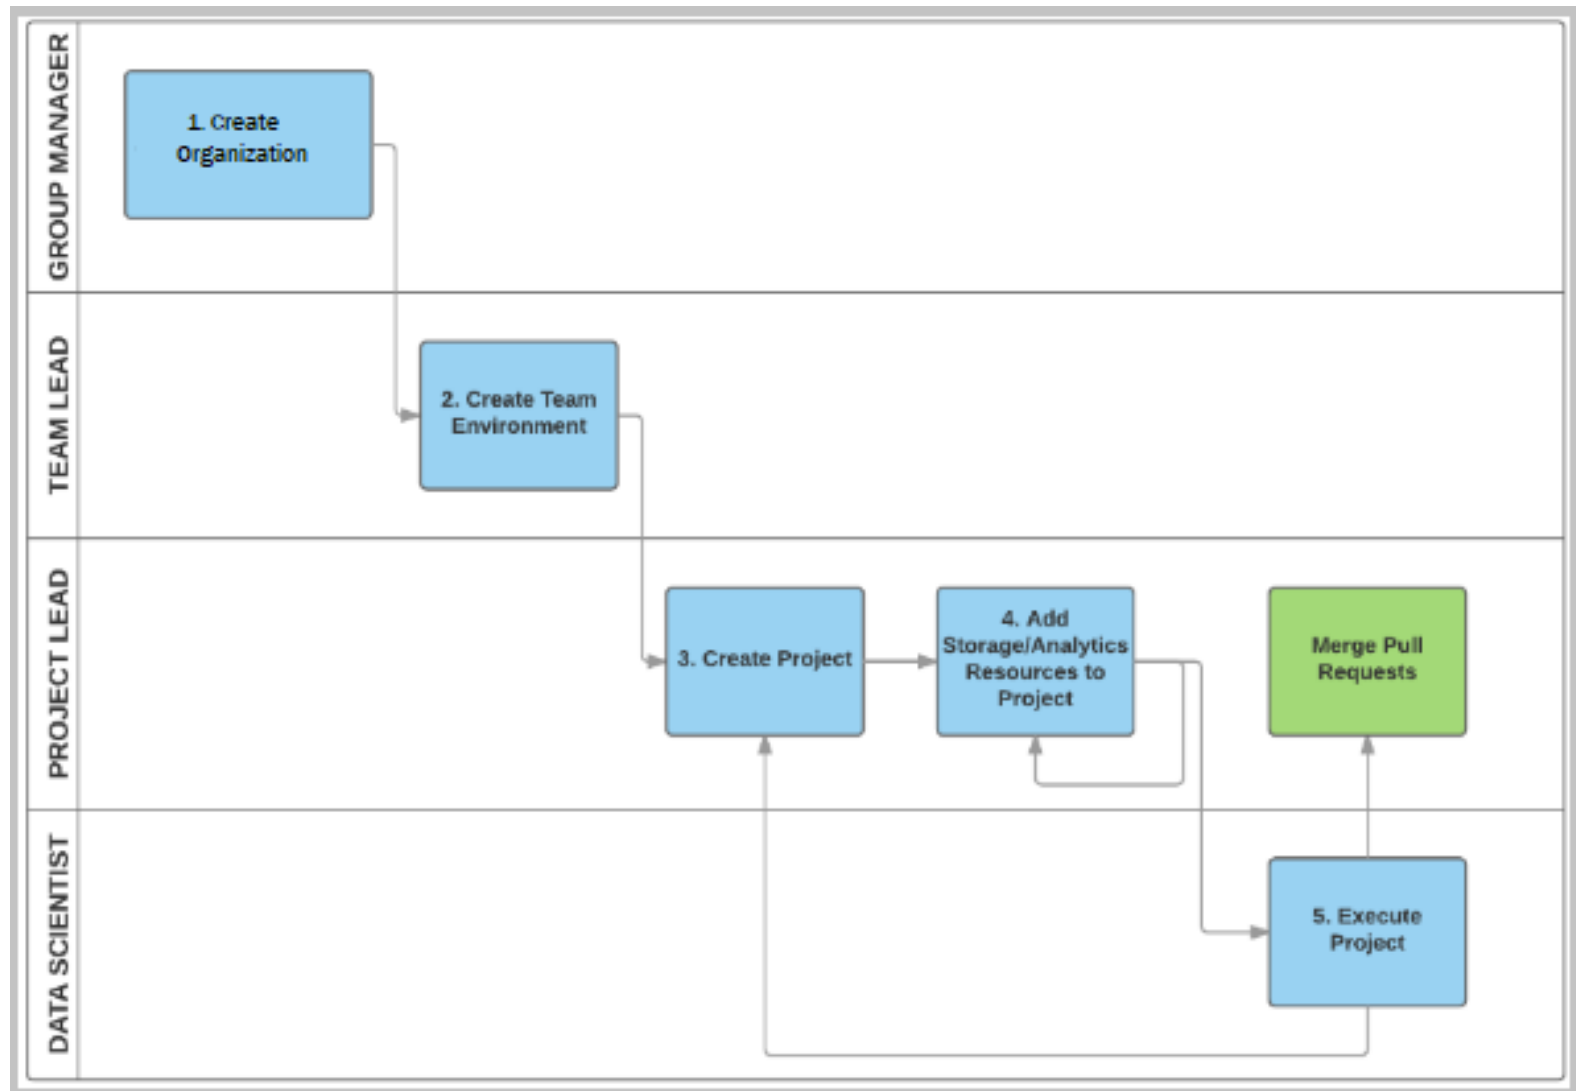 GROUP MANAGER
1. Create
Organization
TEAM LEAD
2. Create Team
Environment
PROJECT LEAD
3. Create Project
4. Add
Storage/Analytics
Resources to
Project
Merge Pull
Requests
DATA SCIENTIST
5. Execute
Project